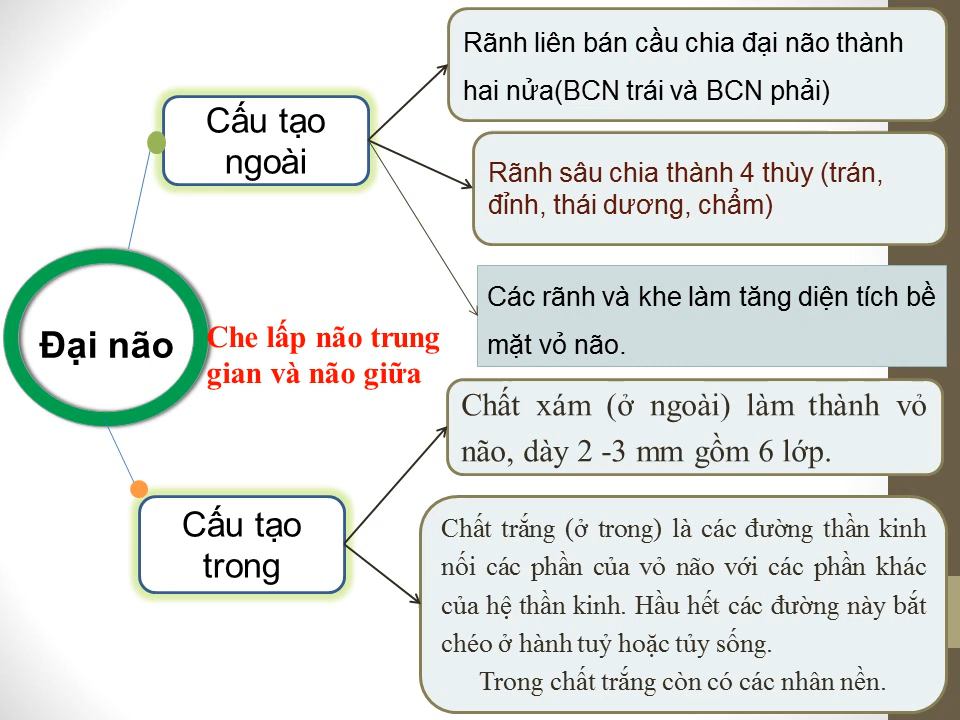 Rãnh liên bán cầu chia đại não thành
hai nửa(BCN trái và BCN phải)
Cấu tạo
ngoài
Rãnh sâu chia thành 4 thùy (trán,
đỉnh, thái dương, chẩm)
Các rãnh và khe làm tăng diện tích bề
mặt vỏ não.
Đại não
Che lấp não trung
gian và não giữa
Chất xám (ở ngoài) làm thành vỏ
não, dày 2 -3 mm gồm 6 lớp.
Cấu tạo
trong
Chất trắng (ở trong) là các đường thần kinh
nối các phần của vỏ não với các phần khác
của hệ thần kinh. Hầu hết các đường này bắt
chéo ở hành tuỷ hoặc tủy sống.
Trong chất trắng còn có các nhân nền.